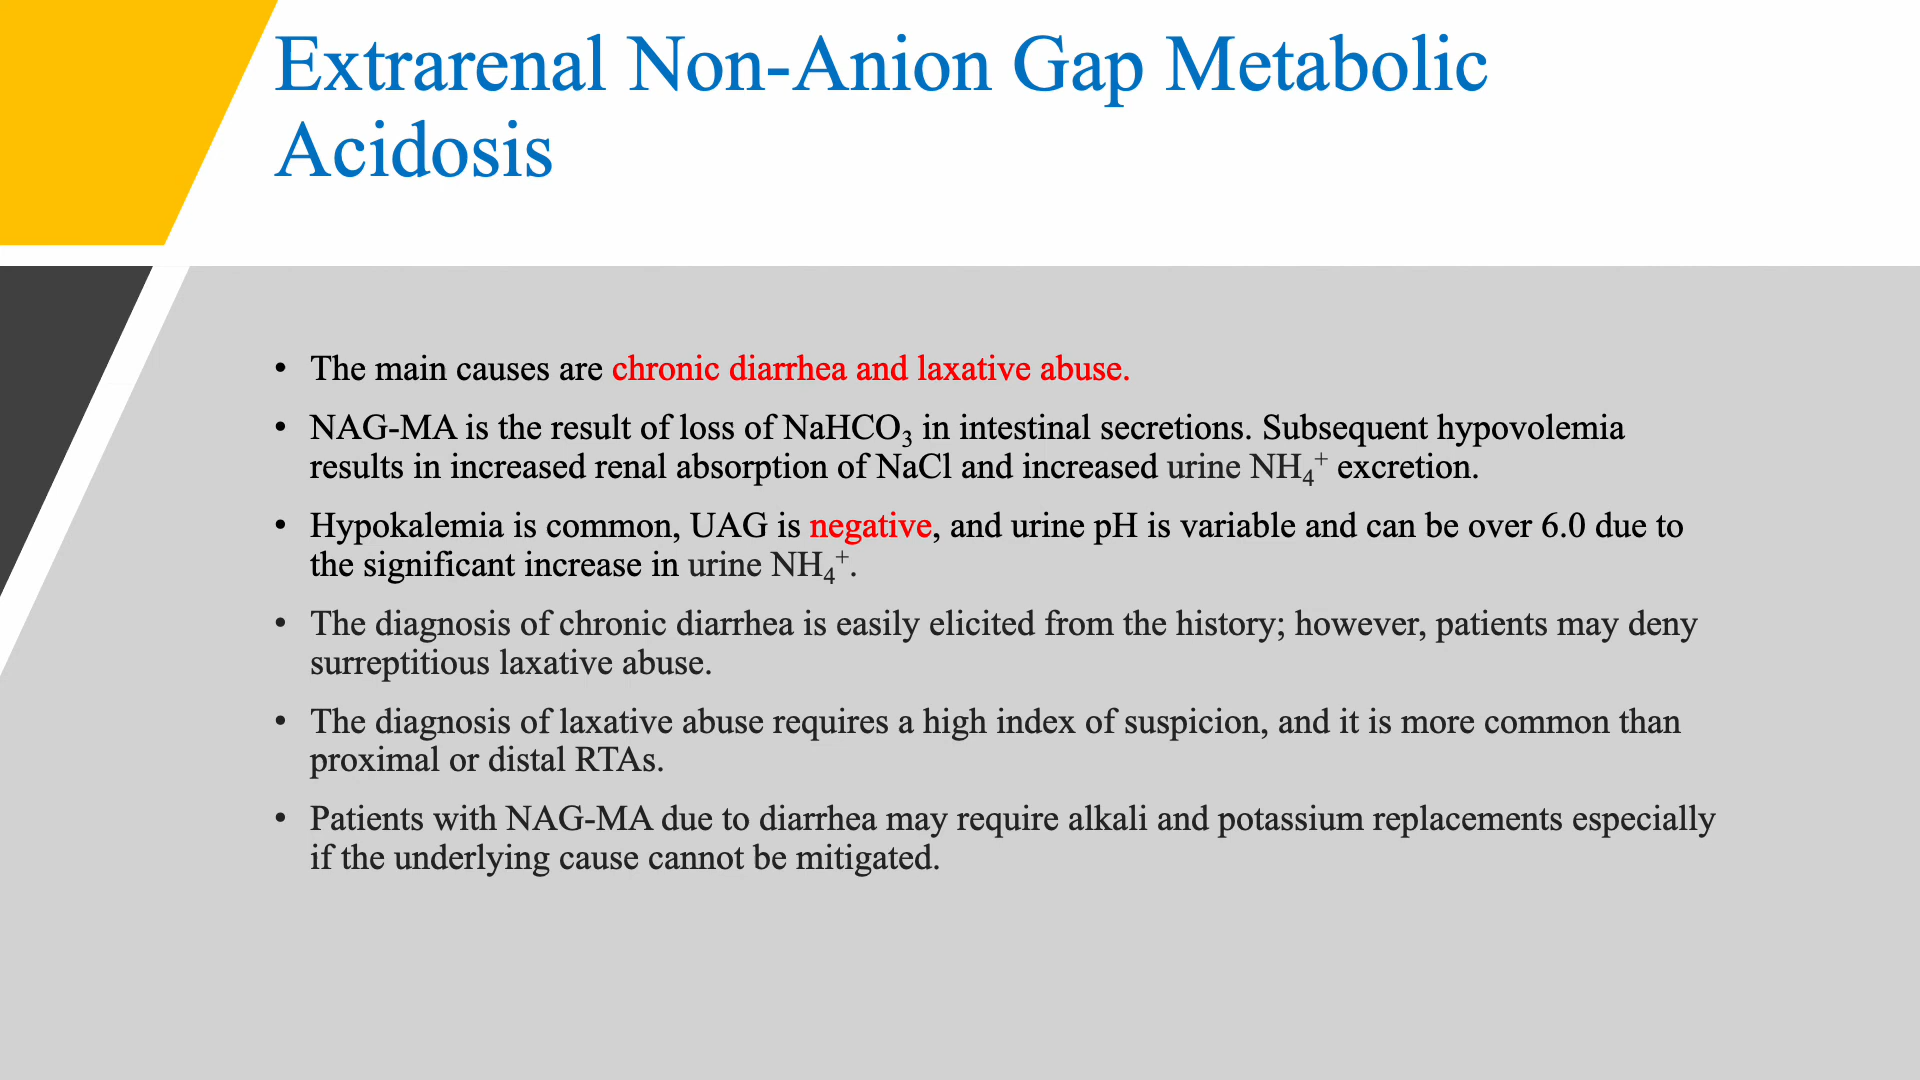 Extrarenal Non-Anion Gap Metabolic
Acidosis
• The main causes are chronic diarrhea and laxative abuse.
• NAG-MA is the result of loss of NaHCO₃ in intestinal secretions. Subsequent hypovolemia
results in increased renal absorption of NaCl and increased urine NH₄⁺ excretion.
• Hypokalemia is common, UAG is negative, and urine pH is variable and can be over 6.0 due to
the significant increase in urine NH₄⁺.
• The diagnosis of chronic diarrhea is easily elicited from the history; however, patients may deny
surreptitious laxative abuse.
• The diagnosis of laxative abuse requires a high index of suspicion, and it is more common than
proximal or distal RTAs.
• Patients with NAG-MA due to diarrhea may require alkali and potassium replacements especially
if the underlying cause cannot be mitigated.